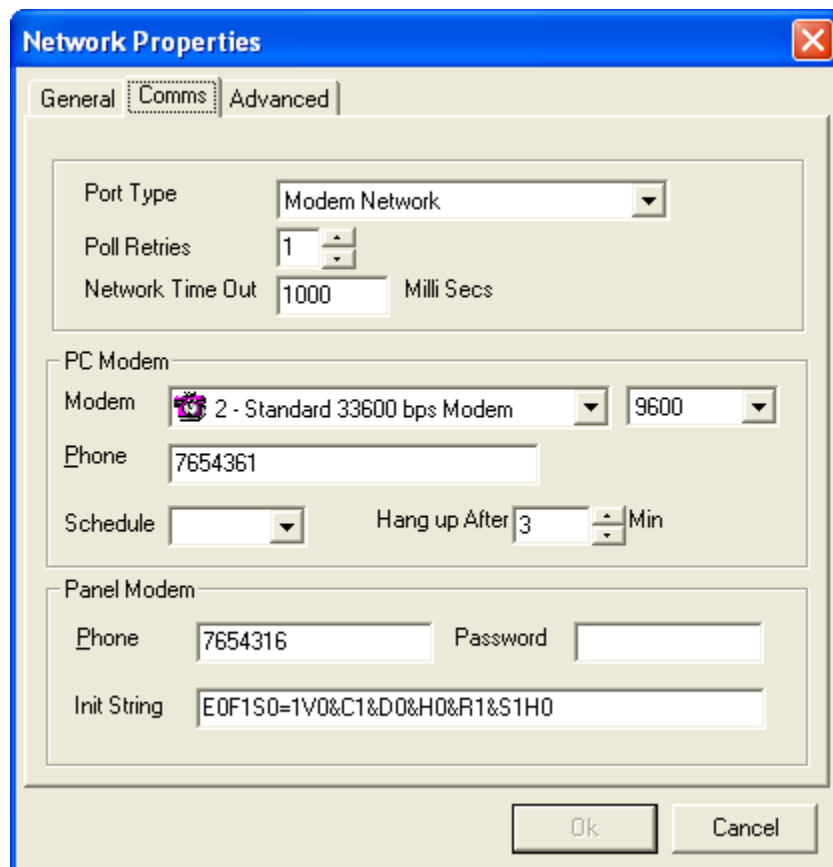 Network Properties
General Comms Advanced
Port Type Modem Network
Poll Retries 1
Network Time Out 1000 Milli Secs
PC Modem
Modem 2 - Standard 33600 bps Modem 9600
Phone 7654361
Schedule Hang up After 3 Min
Panel Modem
Phone 7654316 Password
Init String E0F1S0=1V0&C1&D0&H0&R1&S1H0
Ok Cancel